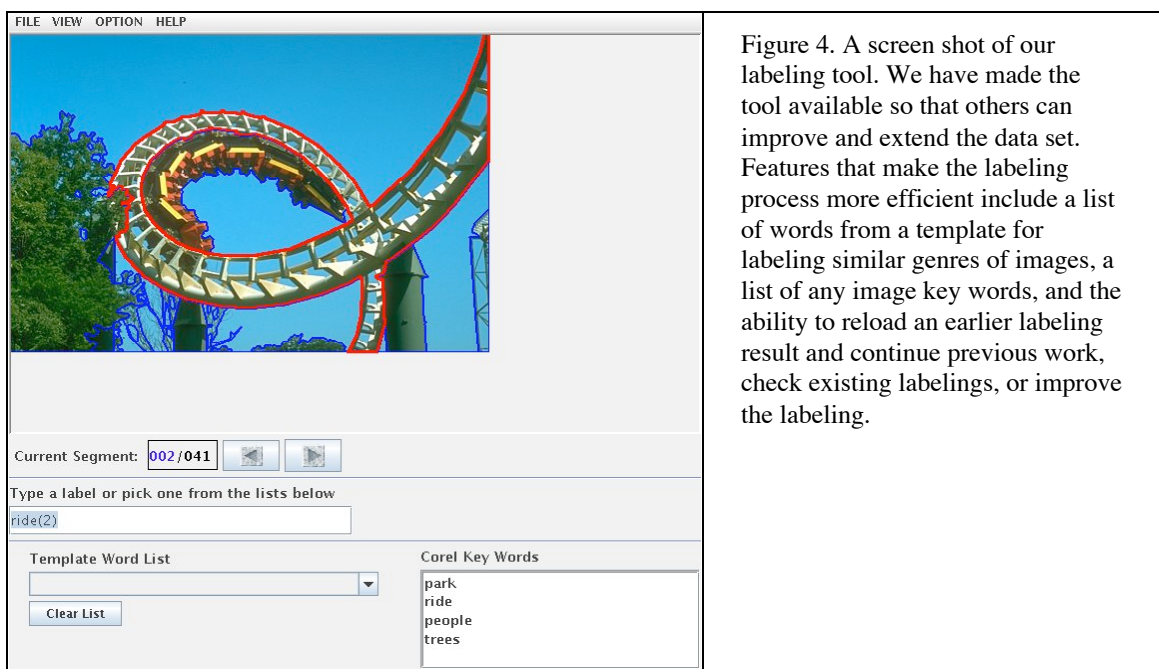 FILE VIEW OPTION HELP
Current Segment: 002/041
Type a label or pick one from the lists below
ride(2)
Template Word List
Clear List
Corel Key Words
park
ride
people
trees
Figure 4. A screen shot of our
labeling tool. We have made the
tool available so that others can
improve and extend the data set.
Features that make the labeling
process more efficient include a list
of words from a template for
labeling similar genres of images, a
list of any image key words, and the
ability to reload an earlier labeling
result and continue previous work,
check existing labelings, or improve
the labeling.